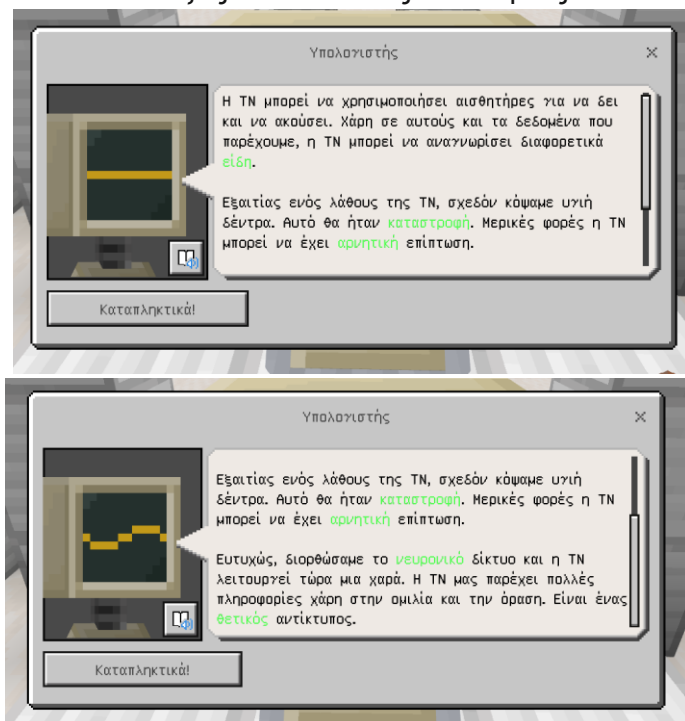 Υπολογιστής
Η ΤΝ μπορεί να χρησιμοποιήσει αισθητήρες για να δει
και να ακούσει. Χάρη σε αυτούς και τα δεδομένα που
παρέχουμε, η ΤΝ μπορεί να αναγνωρίσει διαφορετικά
είδη.
Εξαιτίας ενός λάθους της ΤΝ, σχεδόν κόψαμε υγιή
δέντρα. Αυτό θα ήταν καταστροφή. Μερικές φορές η ΤΝ
μπορεί να έχει αρνητική επίπτωση.
Καταπληκτικά!
Υπολογιστής
Εξαιτίας ενός λάθους της ΤΝ, σχεδόν κόψαμε υγιή
δέντρα. Αυτό θα ήταν καταστροφή. Μερικές φορές η ΤΝ
μπορεί να έχει αρνητική επίπτωση.
Ευτυχώς, διορθώσαμε το νευρονικό δίκτυο και η ΤΝ
λειτουργεί τώρα μια χαρά. Η ΤΝ μας παρέχει πολλές
πληροφορίες χάρη στην ομιλία και την όραση. Είναι ένας
θετικός αντίκτυπος.
Καταπληκτικά!